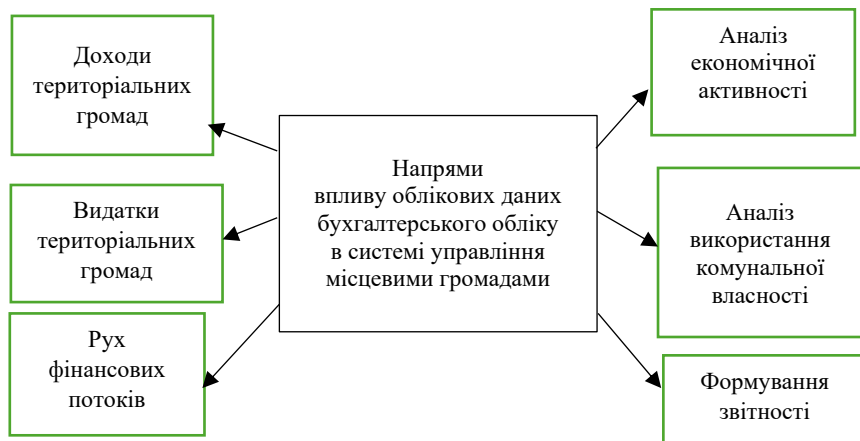 Доходи
територіальних
громад
Видатки
територіальних
громад
Рух
фінансових
потоків
Напрями
впливу облікових даних
бухгалтерського обліку
в системі управління
місцевими громадами
Аналіз
економічної
активності
Аналіз
використання
комунальної
власності
Формування
звітності